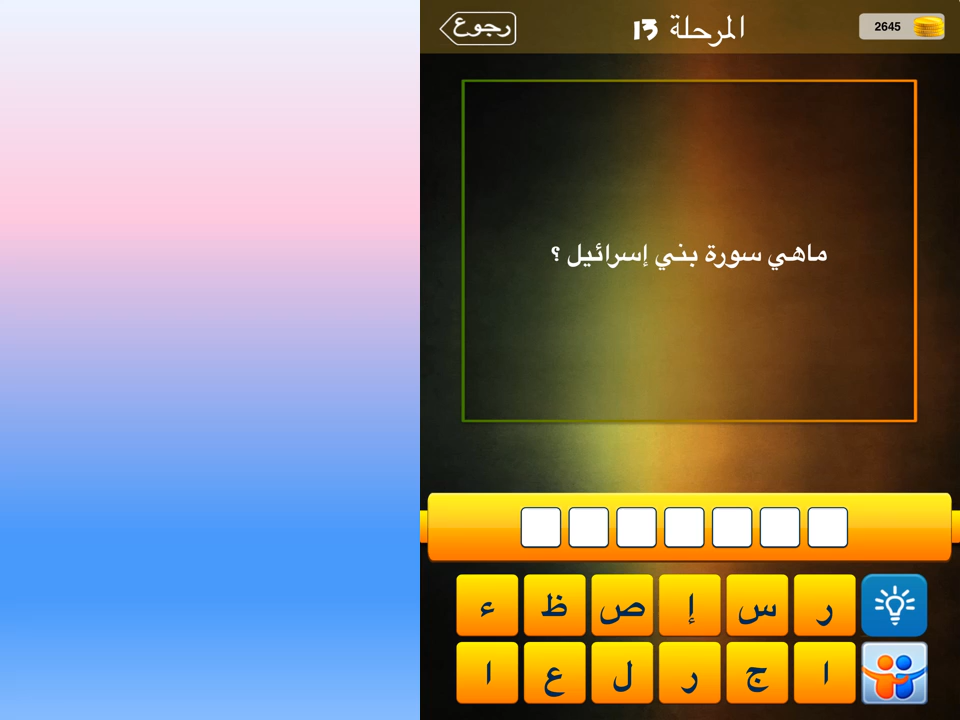 رجوع
المرحلة 13
2645
ماهي سورة بني إسرائيل ؟
ر س إ ص ظ ء
ا ج ر ل ع ا